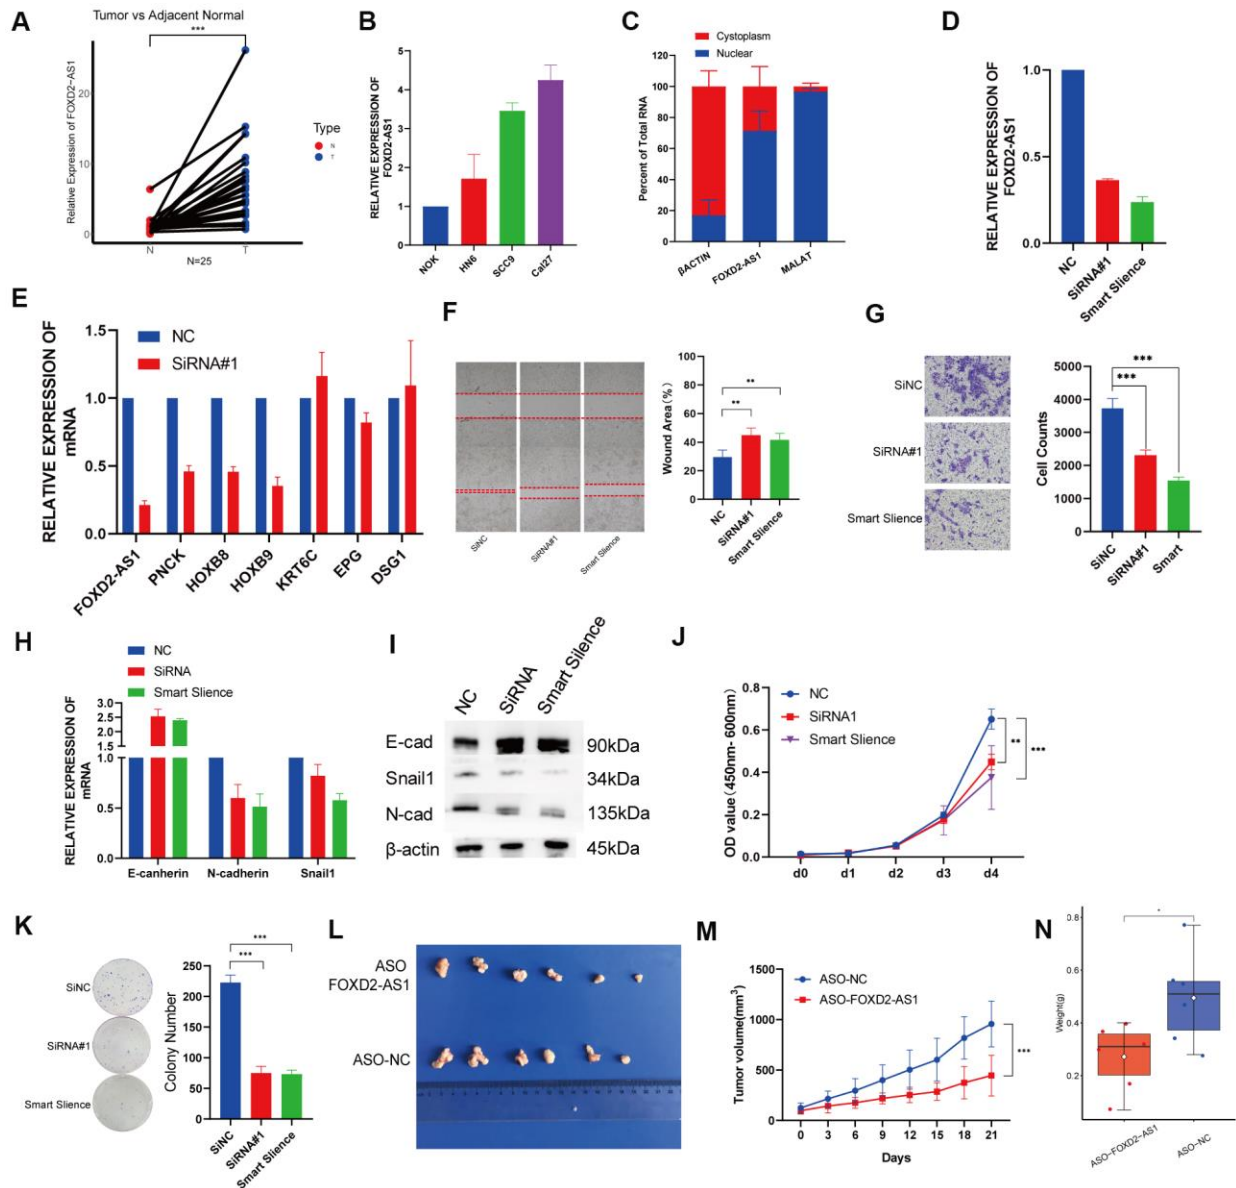 A
Tumor vs Adjacent Normal
***
Relative Expression of FOXD2-AS1
20
10
0
N
T
N=25
Type
N
T
B
RELATIVE EXPRESSION OF
FOXD2-AS1
5
4
3
2
1
0
NOK
HN6
SCC9
Cal27
C
Cystoplasm
Nuclear
Percent of Total RNA
120
100
80
60
40
20
0
βACTIN
FOXD2-AS1
MALAT
D
RELATIVE EXPRESSION OF
FOXD2-AS1
1.0
0.5
0.0
NC
SiRNA#1
Smart Slience
E
RELATIVE EXPRESSION OF
mRNA
NC
SiRNA#1
1.5
1.0
0.5
0.0
FOXD2-AS1
PNCK
HOXB8
HOXB9
KRT6C
EPG
DSG1
F
SiNC
SiRNA#1
Smart Slience
Wound Area(%)
100
80
60
40
20
0
**
**
NC
SiRNA#1
Smart Slience
G
SiNC
SiRNA#1
Smart Slience
Cell Counts
5000
4000
3000
2000
1000
0
***
***
SiNC
SiRNA#1
Smart
H
NC
SiRNA
Smart Slience
RELATIVE EXPRESSION OF
mRNA
3.0
2.5
2.0
1.5
1.0
0.5
0.0
E-canherin
N-cadherin
Snail1
I
NC
SiRNA
Smart Silence
E-cad
90kDa
Snail1
34kDa
N-cad
135kDa
β-actin
45kDa
J
NC
SiRNA1
Smart Slience
OD value(450nm- 600nm)
0.8
0.6
0.4
0.2
0.0
d0
d1
d2
d3
d4
**
***
K
SiNC
SiRNA#1
Smart Slience
Colony Number
250
200
150
100
50
0
***
***
SiNC
SiRNA#1
Smart Slience
L
ASO
FOXD2-AS1
ASO-NC
M
ASO-NC
ASO-FOXD2-AS1
Tumor volume(mm³)
1500
1000
500
0
0
3
6
9
12
15
18
21
Days
***
N
*
Weight(g)
0.8
0.6
0.4
0.2
ASO-FOXD2-AS1
ASO-NC